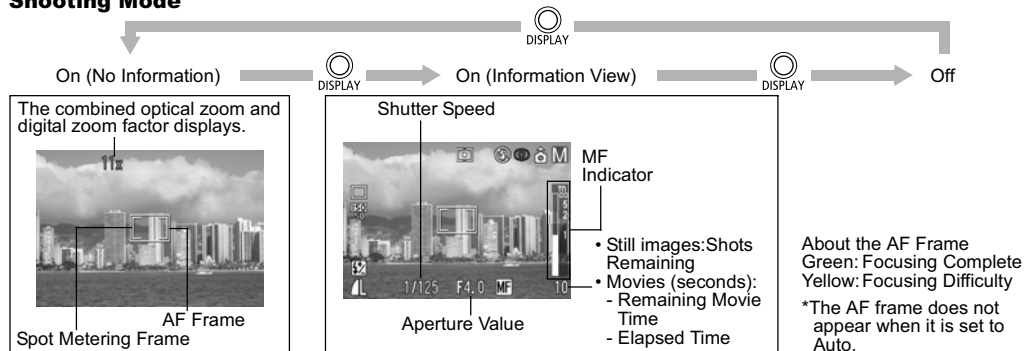 Shooting Mode
DISPLAY
On (No Information)
DISPLAY
On (Information View)
DISPLAY
Off
The combined optical zoom and
digital zoom factor displays.
11x
Spot Metering Frame
AF Frame
Shutter Speed
M
1/125 F4.0 MF 10
L
Aperture Value
MF
Indicator
• Still images:Shots
Remaining
• Movies (seconds):
- Remaining Movie
Time
- Elapsed Time
About the AF Frame
Green: Focusing Complete
Yellow: Focusing Difficulty
*The AF frame does not
appear when it is set to
Auto.